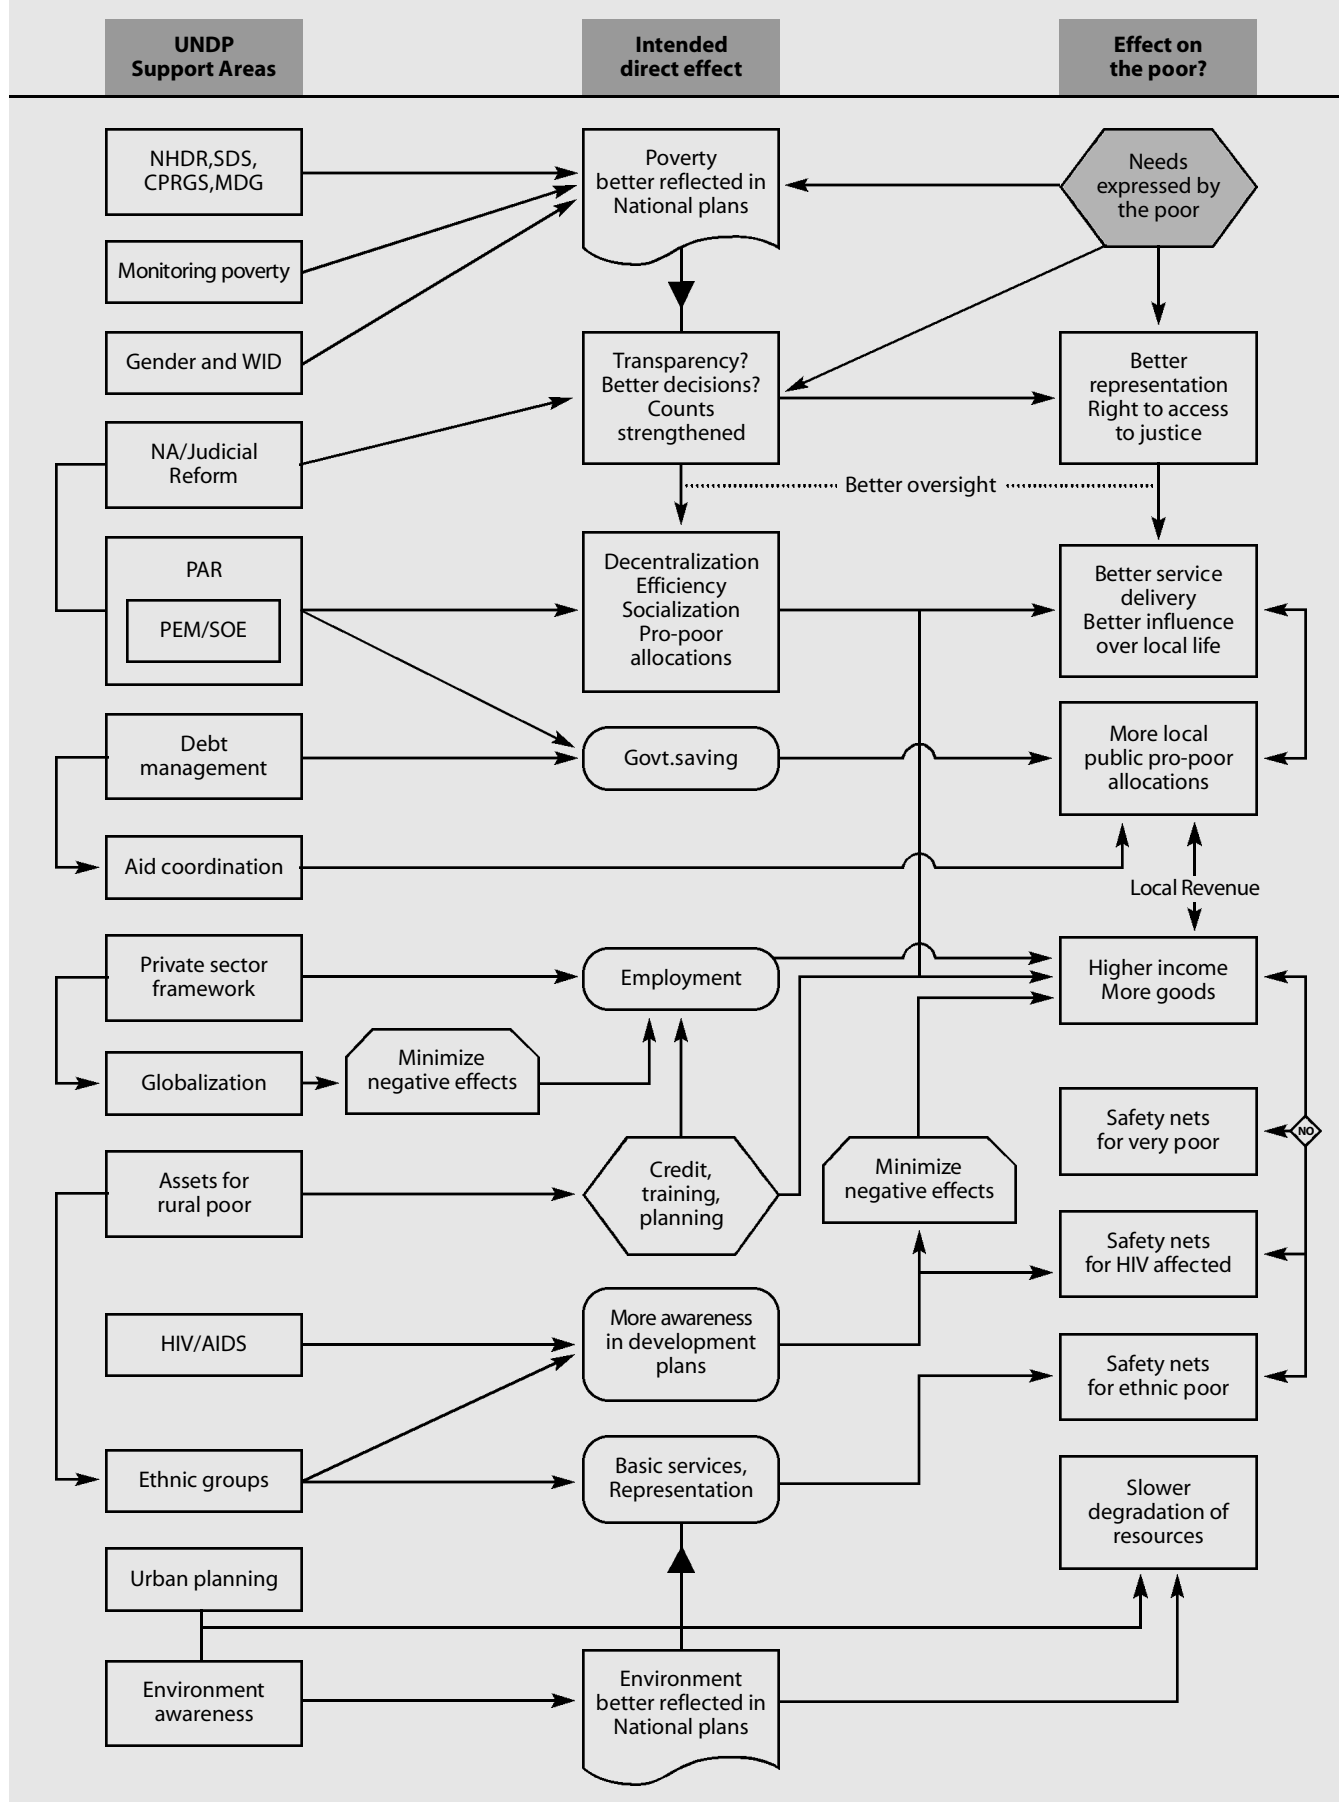 UNDP
Support Areas
Intended
direct effect
Effect on
the poor?
NHDR,SDS,
CPRGS,MDG
Poverty
better reflected in
National plans
Needs
expressed by
the poor
Monitoring poverty
Gender and WID
Transparency?
Better decisions?
Counts
strengthened
Better
representation
Right to access
to justice
NA/Judicial
Reform
Better oversight
PAR
PEM/SOE
Decentralization
Efficiency
Socialization
Pro-poor
allocations
Better service
delivery
Better influence
over local life
Debt
management
Govt.saving
More local
public pro-poor
allocations
Aid coordination
Local Revenue
Private sector
framework
Employment
Higher income
More goods
Globalization
Minimize
negative effects
Safety nets
for very poor
NO
Assets for
rural poor
Credit,
training,
planning
Minimize
negative effects
Safety nets
for HIV affected
HIV/AIDS
More awareness
in development
plans
Safety nets
for ethnic poor
Ethnic groups
Basic services,
Representation
Slower
degradation of
resources
Urban planning
Environment
awareness
Environment
better reflected in
National plans